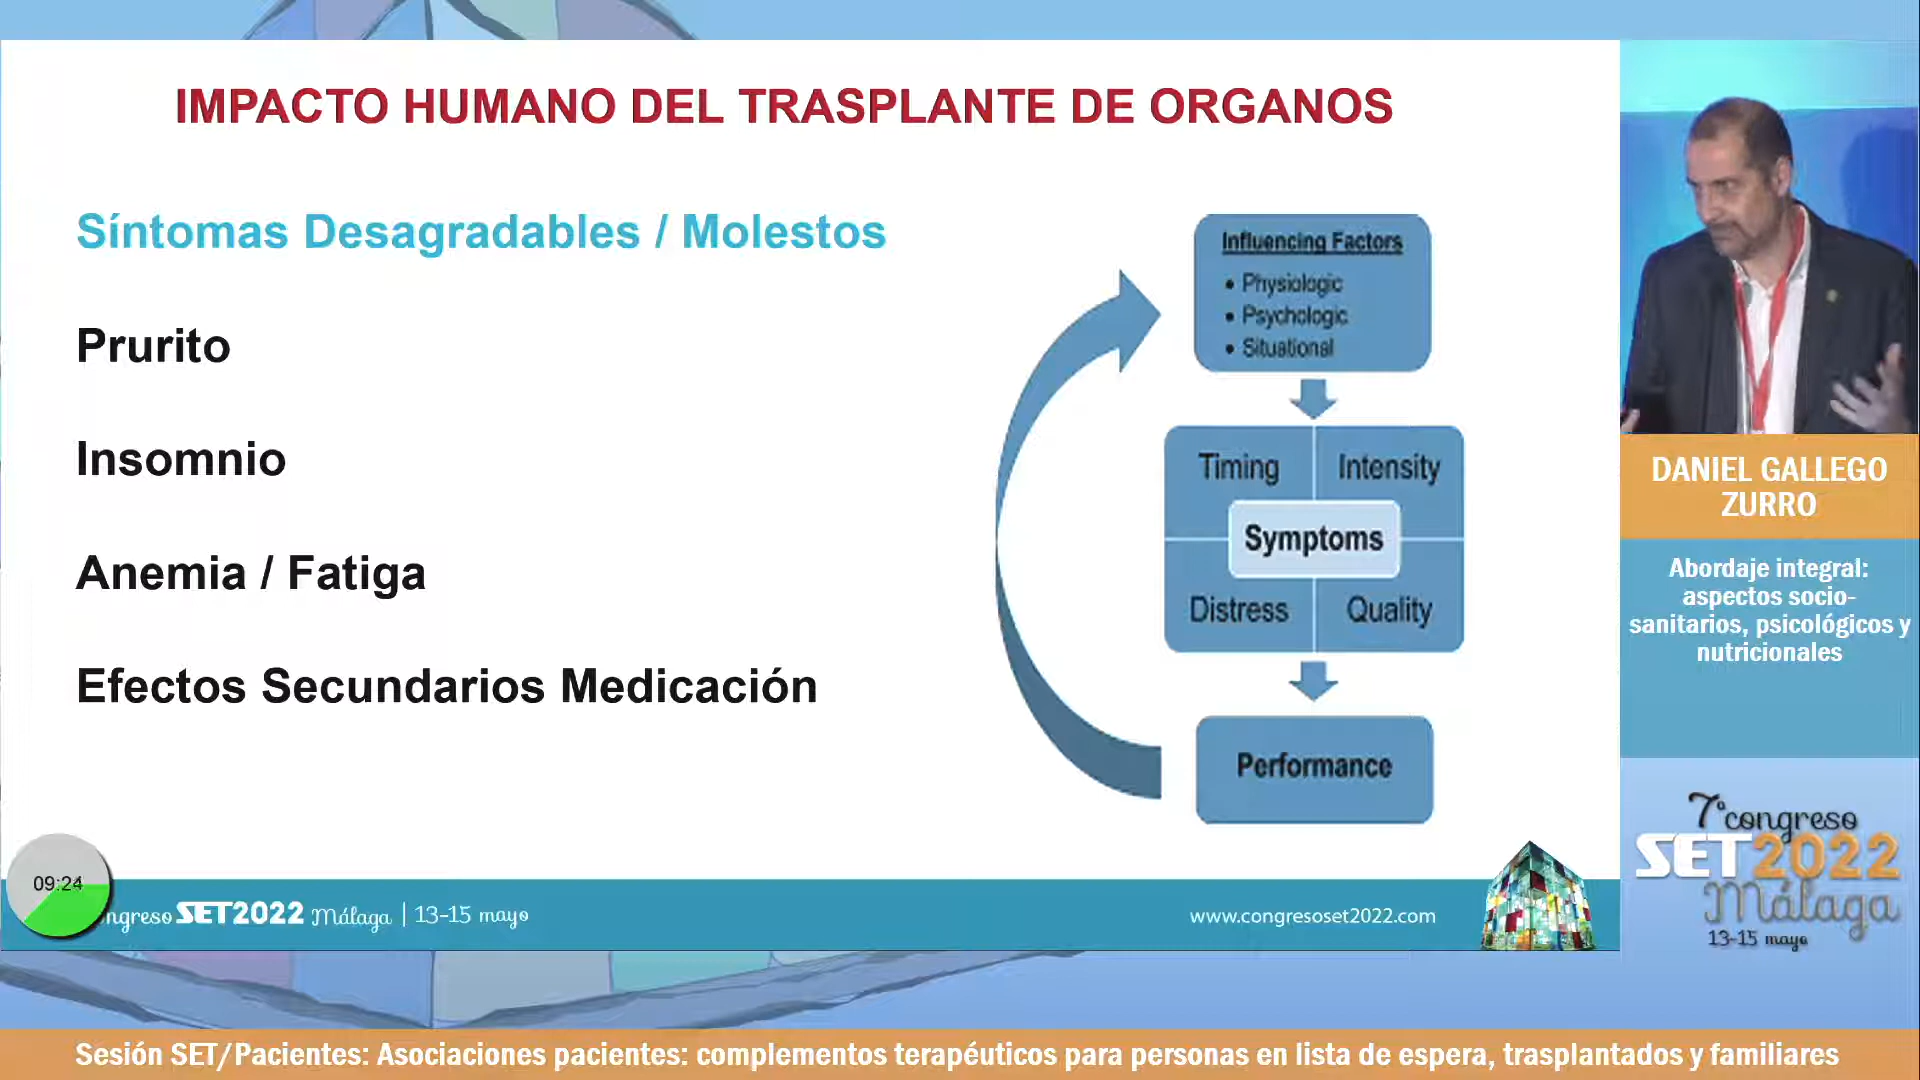 IMPACTO HUMANO DEL TRASPLANTE DE ORGANOS
Síntomas Desagradables / Molestos
Prurito
Insomnio
Anemia / Fatiga
Efectos Secundarios Medicación
Influencing Factors
• Physiologic
• Psychologic
• Situational
Timing
Intensity
Symptoms
Distress
Quality
Performance
09:24
SET2022 Málaga | 13-15 mayo
www.congresoset2022.com
DANIEL GALLEGO
ZURRO
Abordaje integral:
aspectos socio-
sanitarios, psicológicos y
nutricionales
7º congreso
SET2022
Málaga
13-15 mayo
Sesión SET/Pacientes: Asociaciones pacientes: complementos terapéuticos para personas en lista de espera, trasplantados y familiares